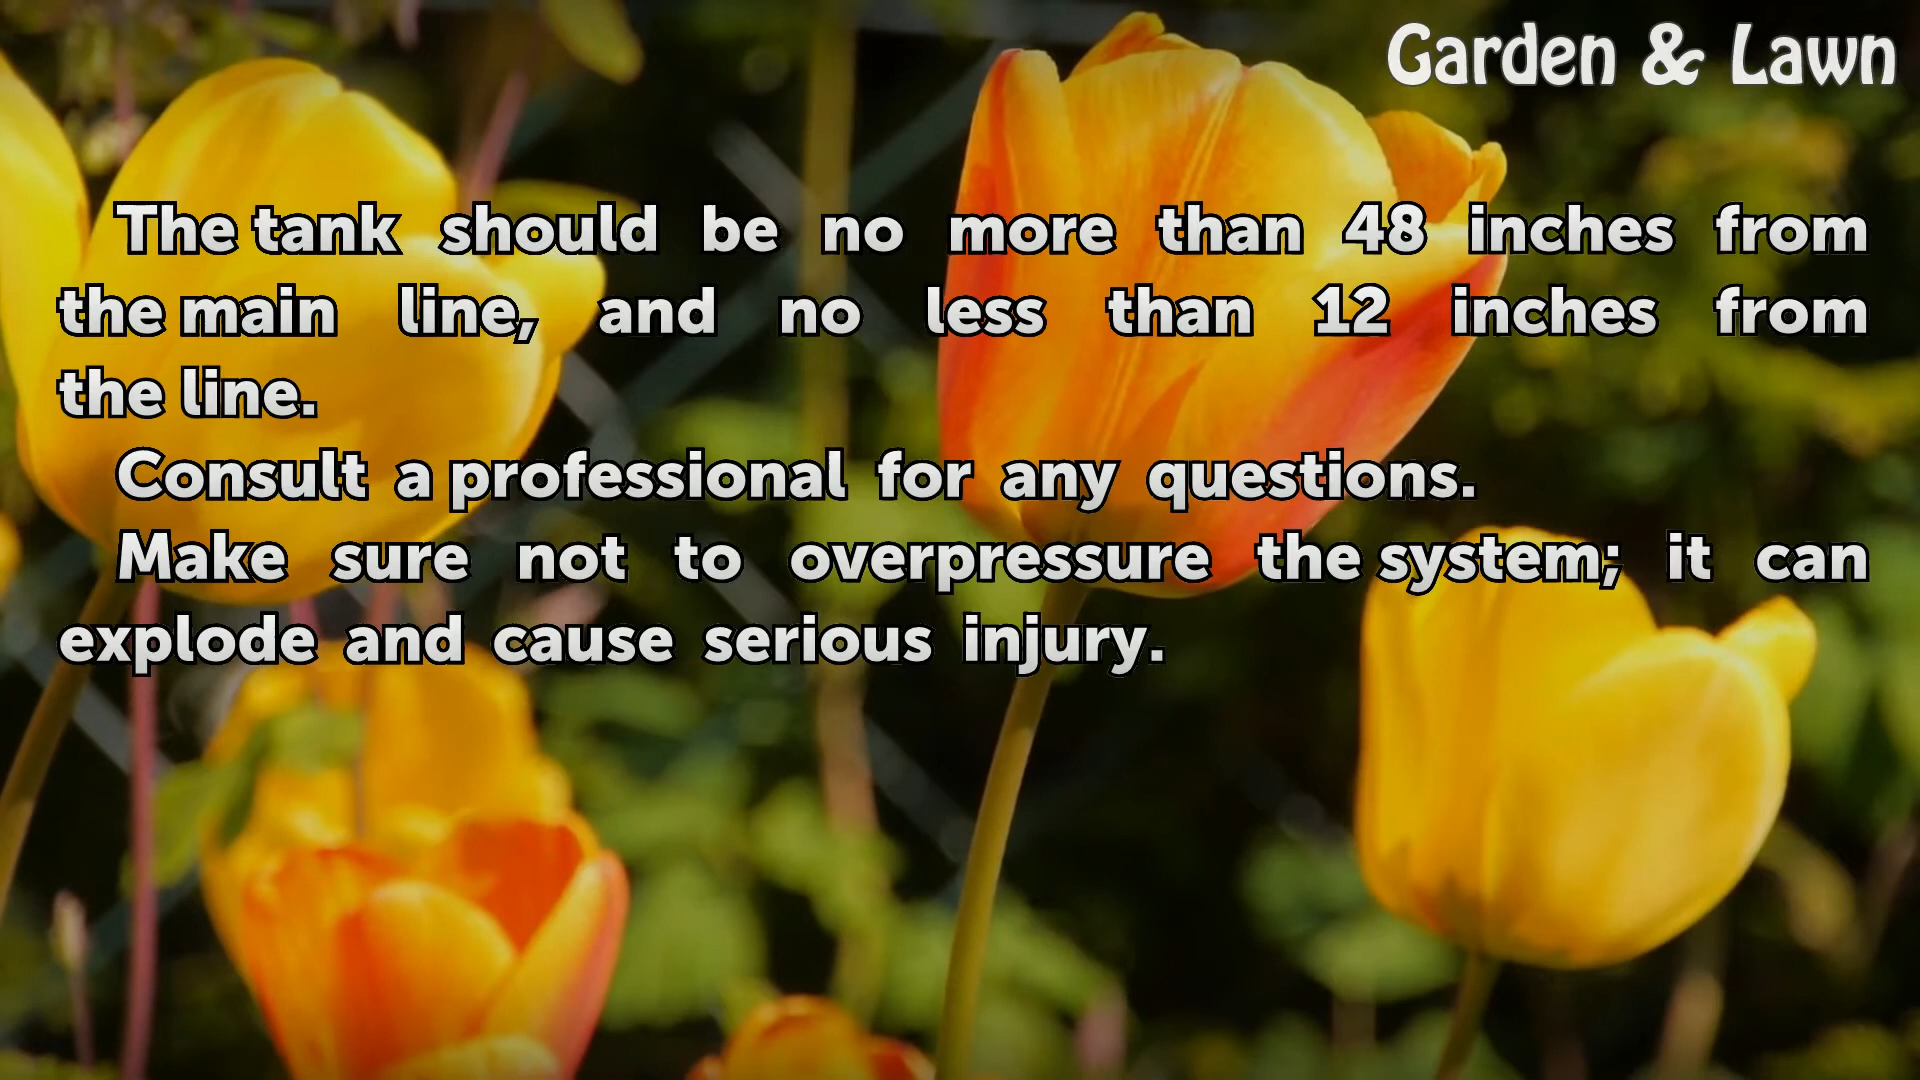 Garden & Lawn
The tank should be no more than 48 inches from
the main line, and no less than 12 inches from
the line.
Consult a professional for any questions.
Make sure not to overpressure the system; it can
explode and cause serious injury.